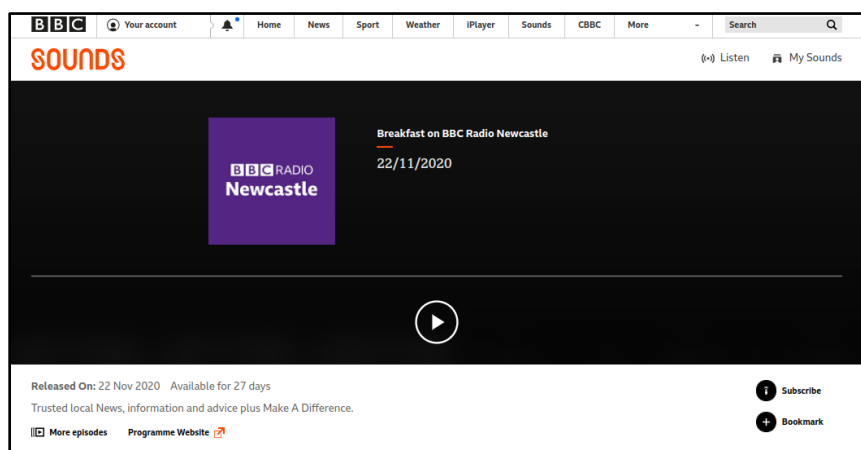 BBC Your account Home News Sport Weather iPlayer Sounds CBBC More Search
SOUNDS Listen My Sounds
Breakfast on BBC Radio Newcastle
22/11/2020
BBC RADIO
Newcastle
Released On: 22 Nov 2020 Available for 27 days
Subscribe
Trusted local News, information and advice plus Make A Difference.
Bookmark
More episodes Programme Website